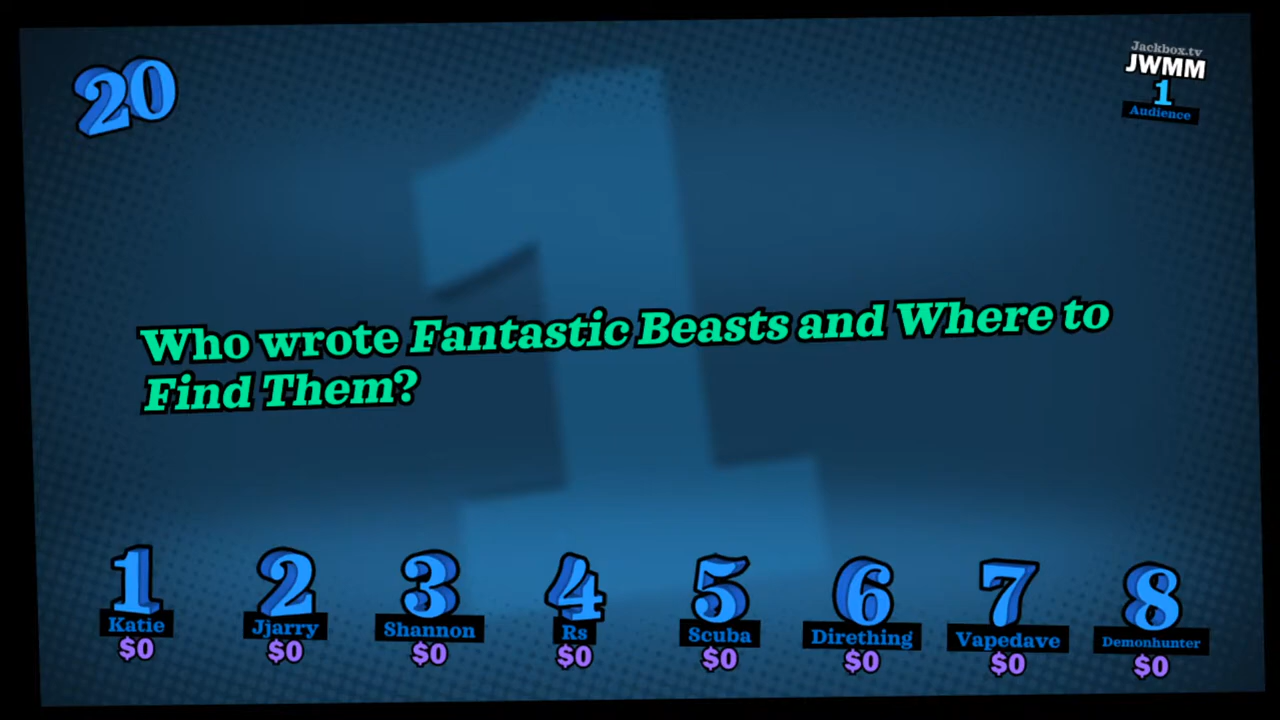 20
Jackbox.tv
JWMM
1
Audience
1
Who wrote Fantastic Beasts and Where to
Find Them?
1 2 3 4 5 6 7 8
Katie Jjarry Shannon Rs Scuba Dirething Vapedave Demonhunter
$0 $0 $0 $0 $0 $0 $0 $0